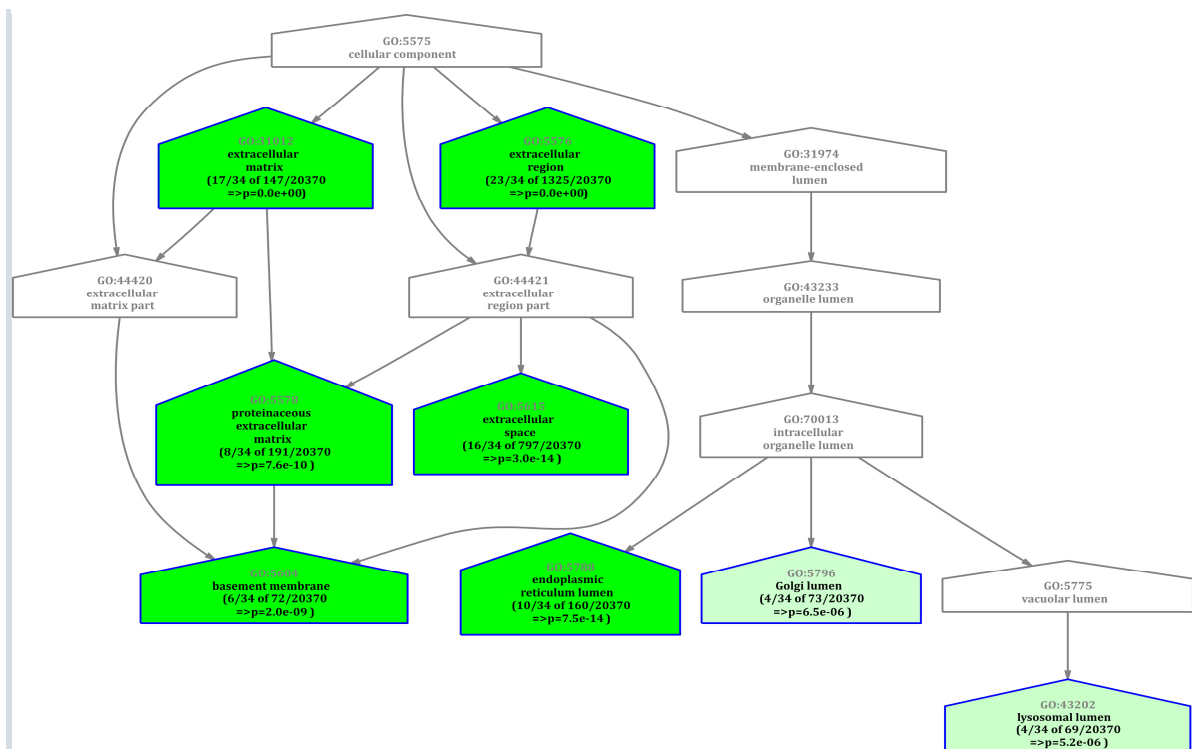 GO:5575
cellular component
GO:31012
extracellular
matrix
(17/34 of 147/20370
=>p=0.0e+00)
GO:5576
extracellular
region
(23/34 of 1325/20370
=>p=0.0e+00)
GO:31974
membrane-enclosed
lumen
GO:44420
extracellular
matrix part
GO:44421
extracellular
region part
GO:43233
organelle lumen
GO:5578
proteinaceous
extracellular
matrix
(8/34 of 191/20370
=>p=7.6e-10 )
GO:5615
extracellular
space
(16/34 of 797/20370
=>p=3.0e-14 )
GO:70013
intracellular
organelle lumen
GO:5604
basement membrane
(6/34 of 72/20370
=>p=2.0e-09 )
GO:5788
endoplasmic
reticulum lumen
(10/34 of 160/20370
=>p=7.5e-14 )
GO:5796
Golgi lumen
(4/34 of 73/20370
=>p=6.5e-06 )
GO:5775
vacuolar lumen
GO:43202
lysosomal lumen
(4/34 of 69/20370
=>p=5.2e-06 )